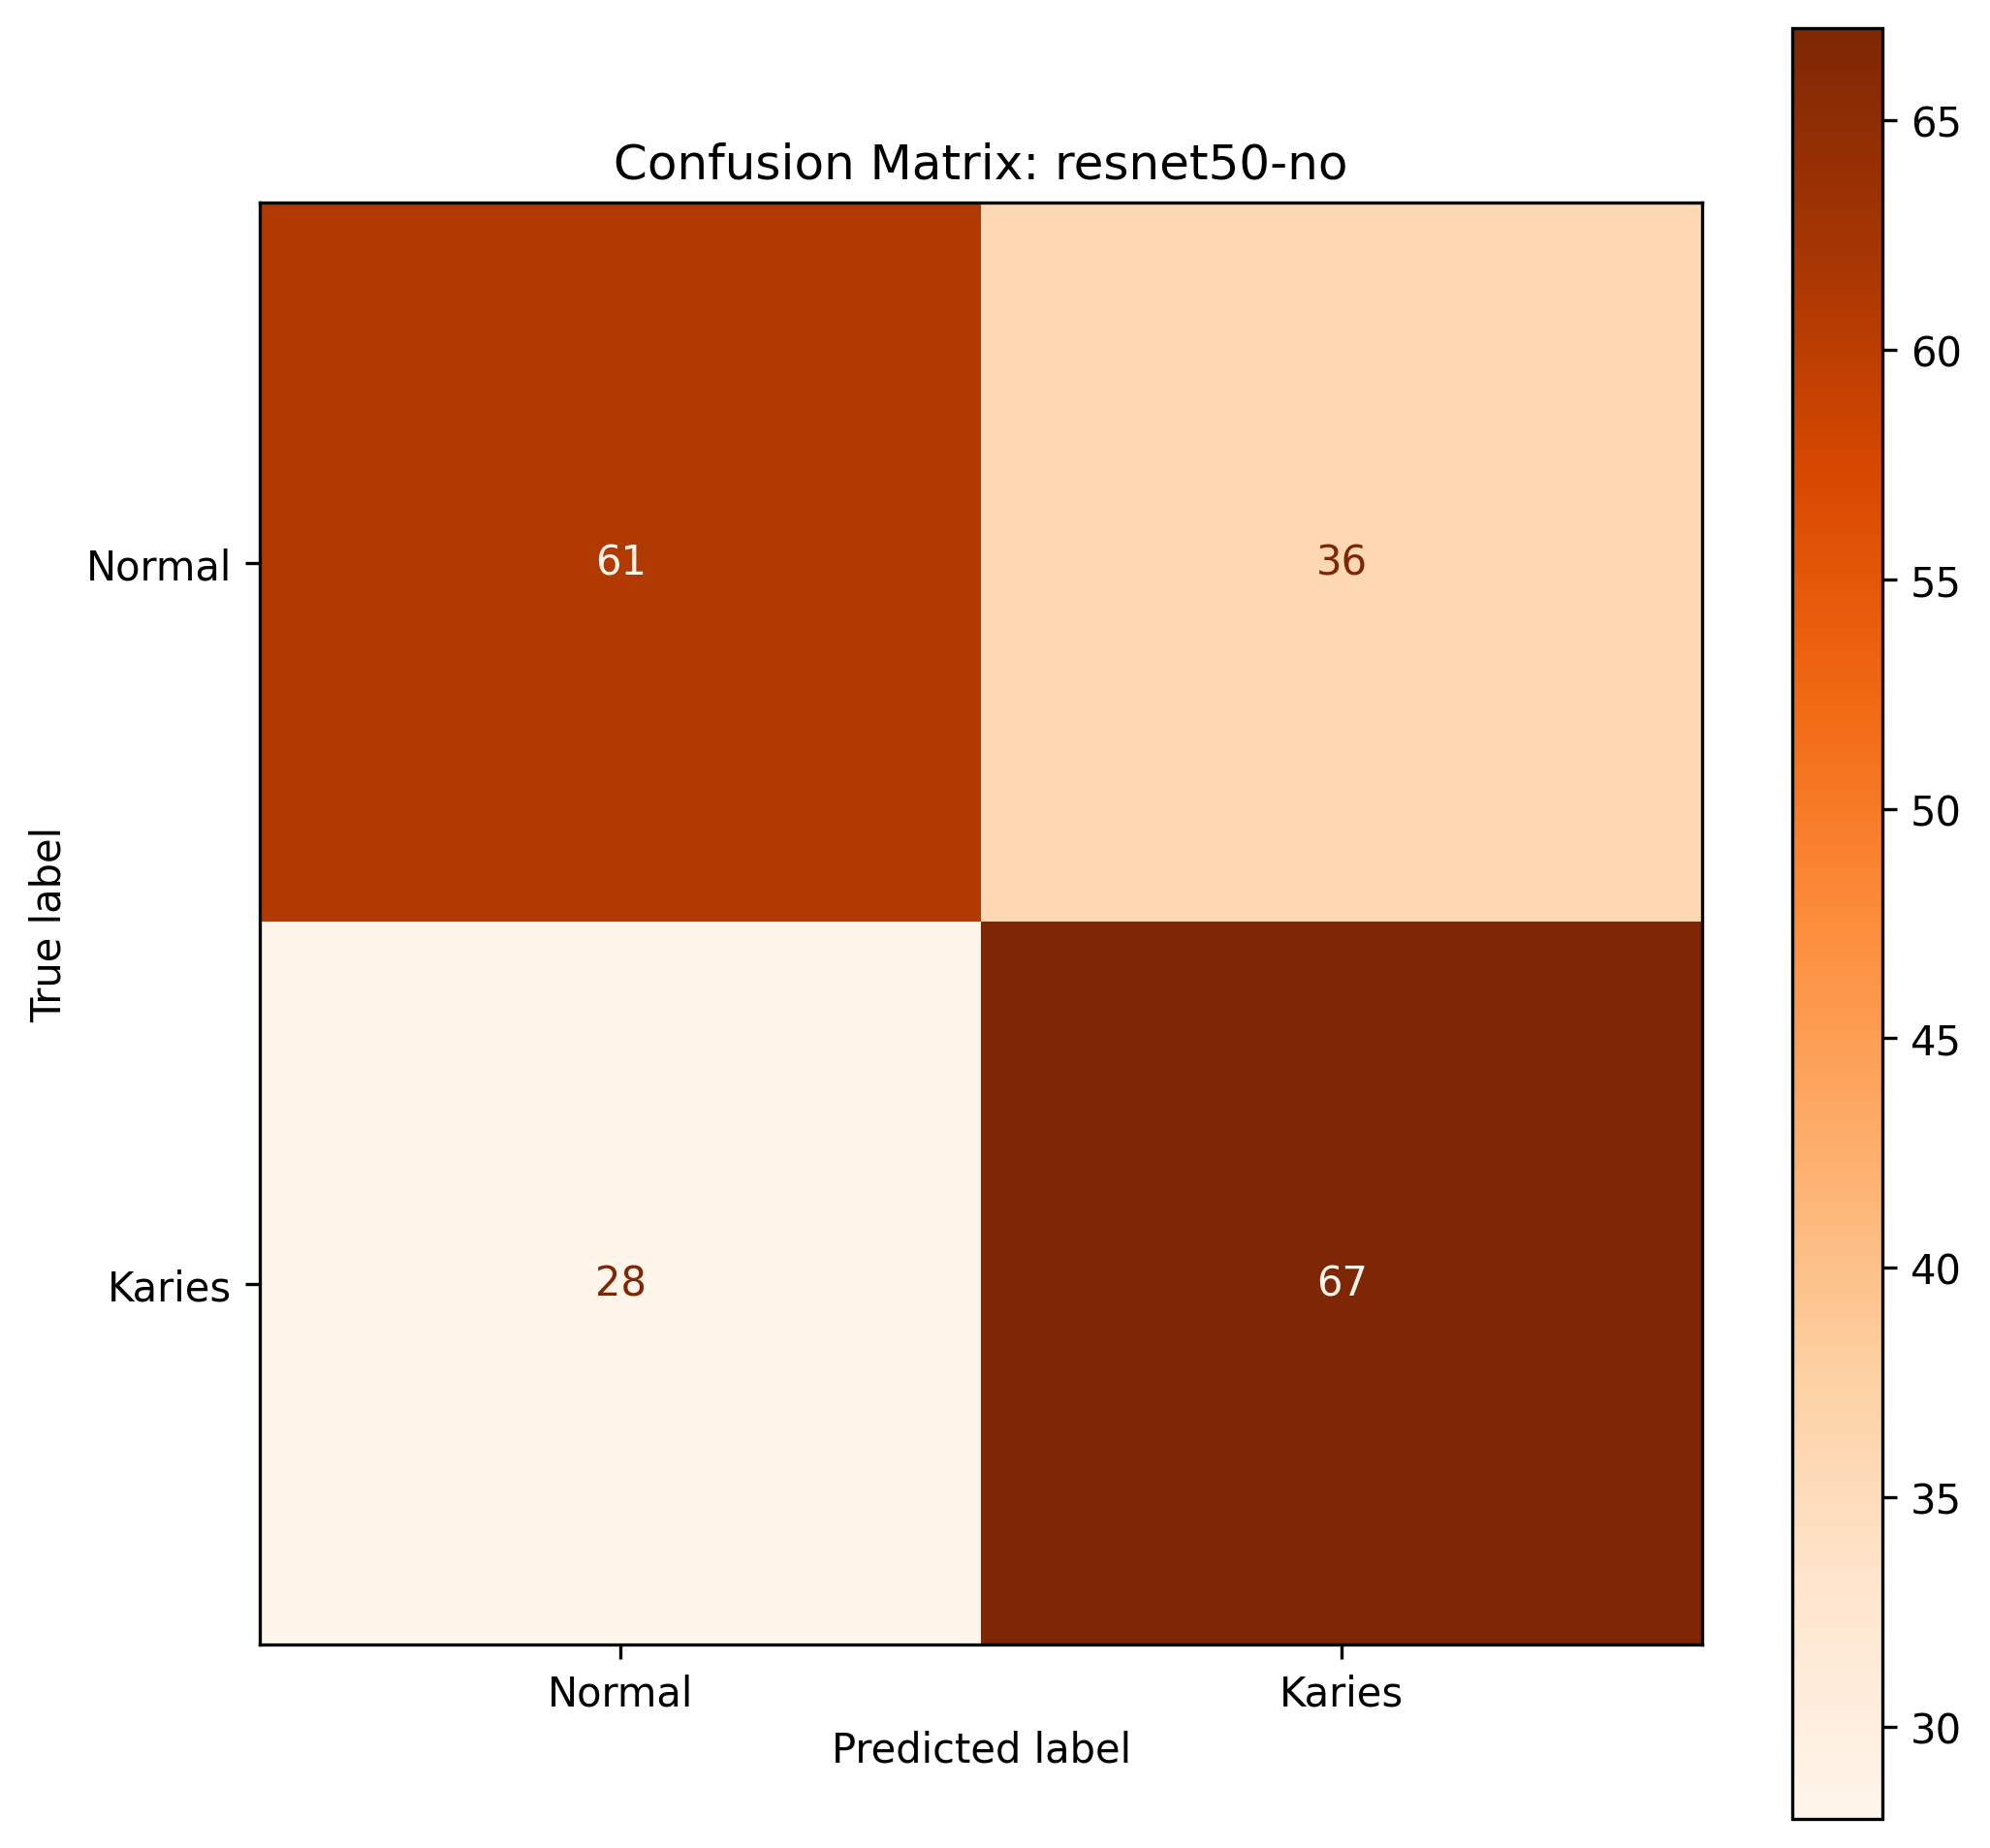 Confusion Matrix: resnet50-no
True label
Normal
61
36
Karies
28
67
Normal
Karies
Predicted label
65
60
55
50
45
40
35
30